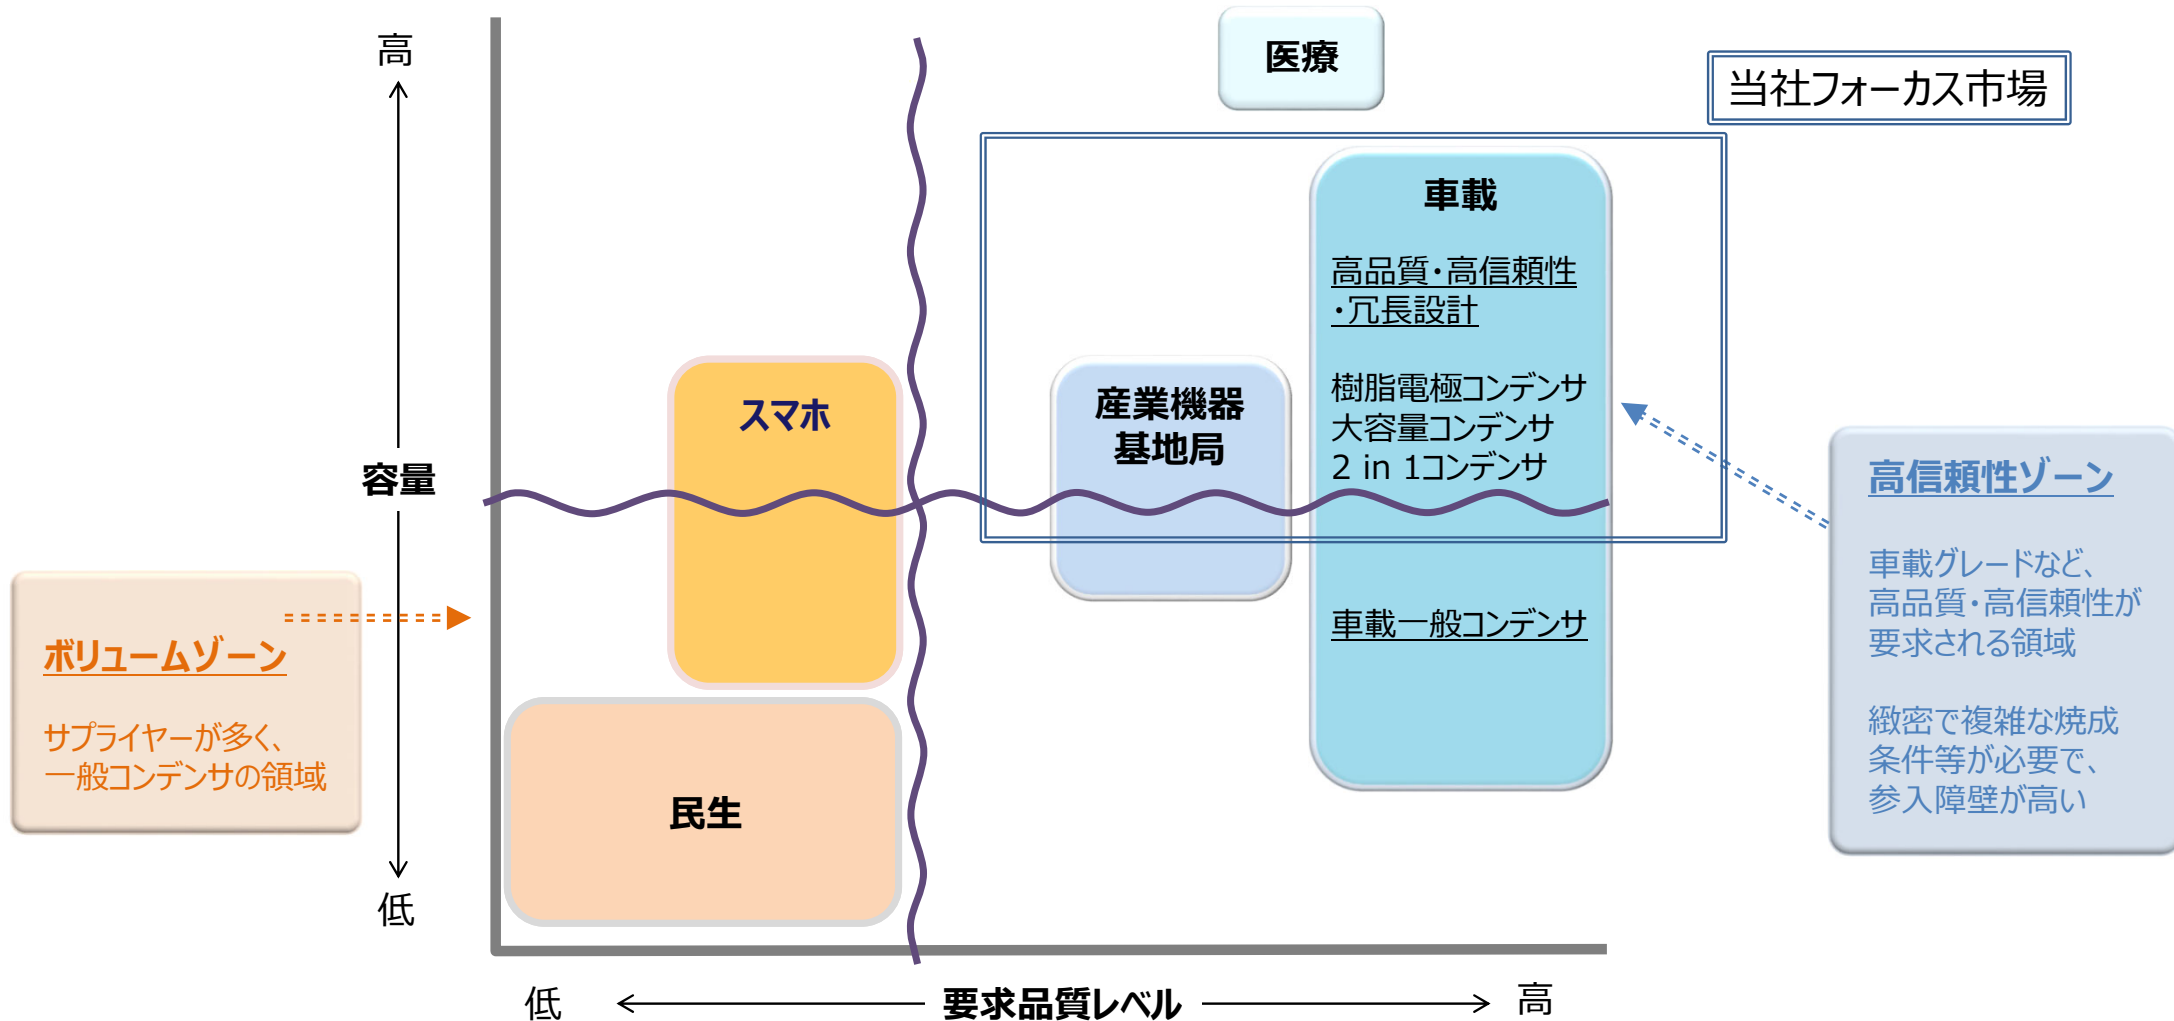 高
医療
当社フォーカス市場
車載
高品質・高信頼性
・冗長設計
樹脂電極コンデンサ
大容量コンデンサ
2 in 1コンデンサ
スマホ
産業機器
基地局
容量
高信頼性ゾーン
車載グレードなど、
高品質・高信頼性が
要求される領域
緻密で複雑な焼成
条件等が必要で、
参入障壁が高い
車載一般コンデンサ
ボリュームゾーン
サプライヤーが多く、
一般コンデンサの領域
民生
低
低
要求品質レベル
高